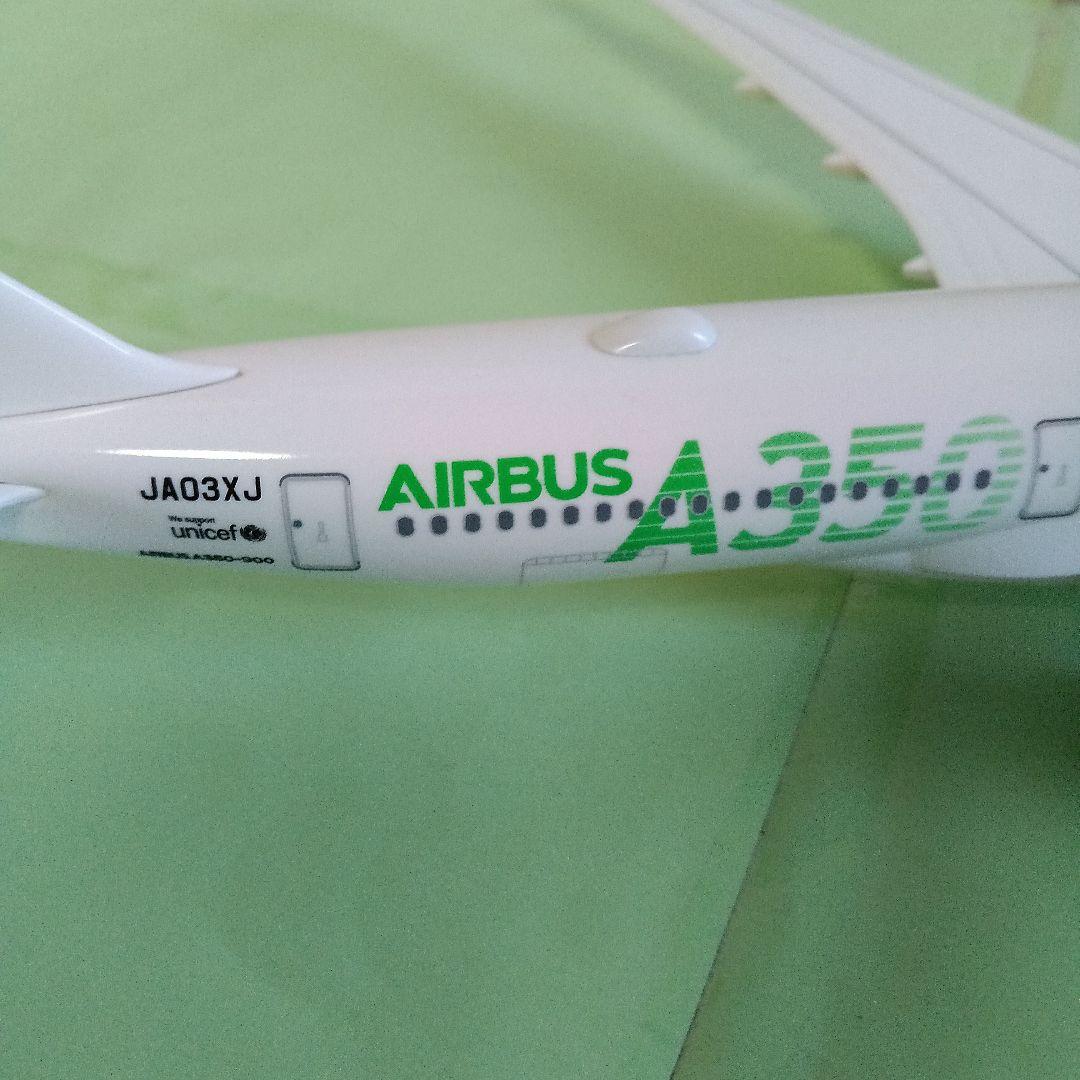 JA03XJ
We support
unicef
AIRBUS A350-900
AIRBUS
A350